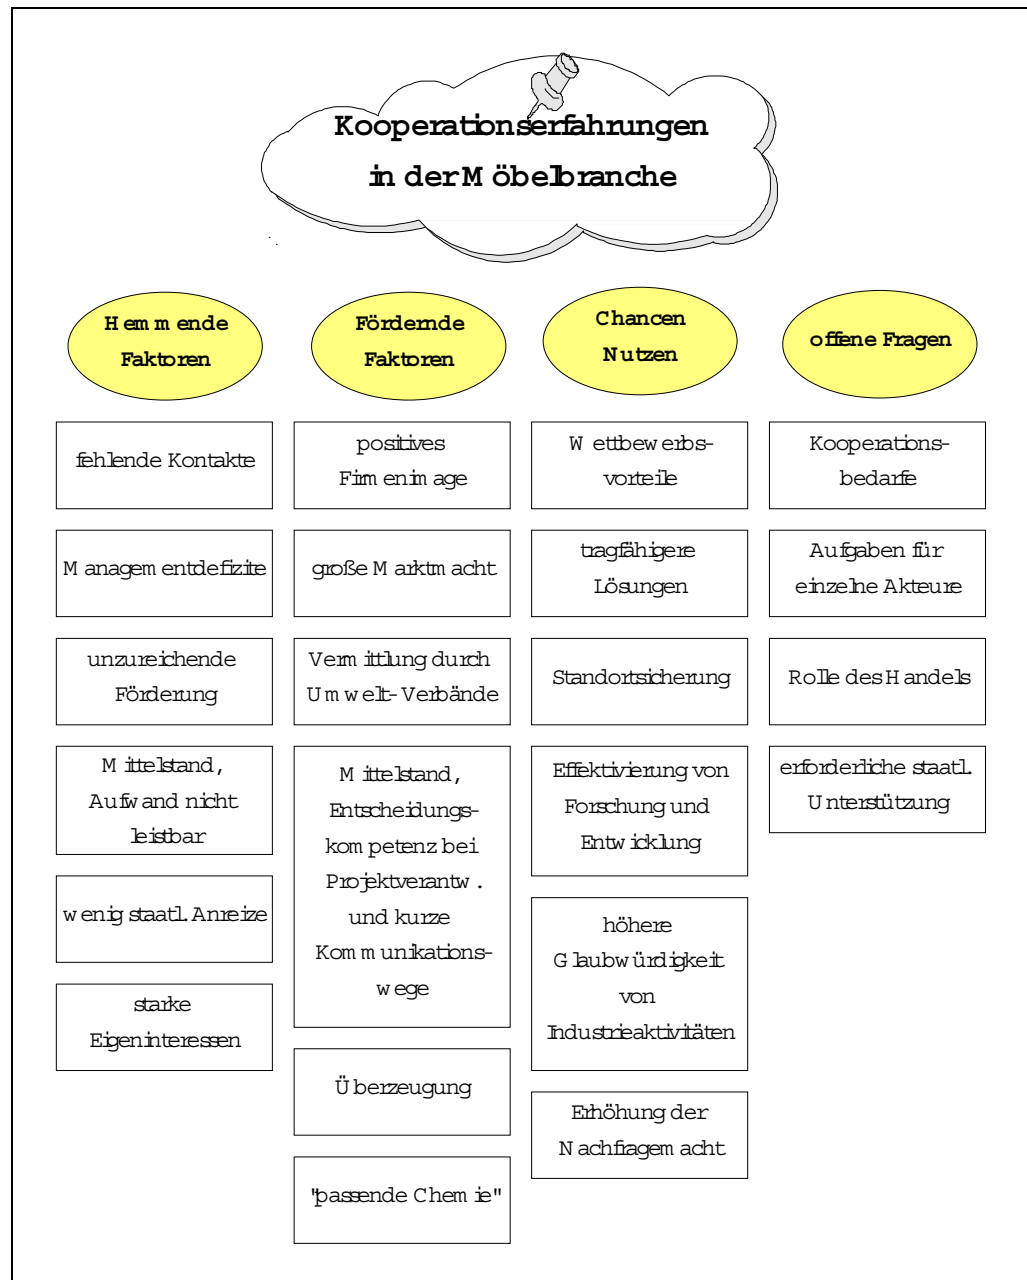 Kooperationserfahrungen
in der Möbelbranche
Hemmende
Faktoren
fehlende Kontakte
Managementdefizite
unzureichende
Förderung
Mittelstand,
Aufwand nicht
leistbar
wenig staatl. Anreize
starke
Eigeninteressen
Fördernde
Faktoren
positives
Firmenimage
große Marktmacht
Vermittlung durch
Umwelt-Verbände
Mittelstand,
Entscheidungs-
kompetenz bei
Projektverantw.
und kurze
Kommunikations-
wege
Überzeugung
"passende Chemie"
Chancen
Nutzen
Wettbewerbs-
vorteile
tragfähigere
Lösungen
Standortsicherung
Effektivierung von
Forschung und
Entwicklung
höhere
Glaubwürdigkeit
von
Industrieaktivitäten
Erhöhung der
Nachfragemacht
offene Fragen
Kooperations-
bedarfe
Aufgaben für
einzelne Akteure
Rolle des Handels
erforderliche staatl.
Unterstützung